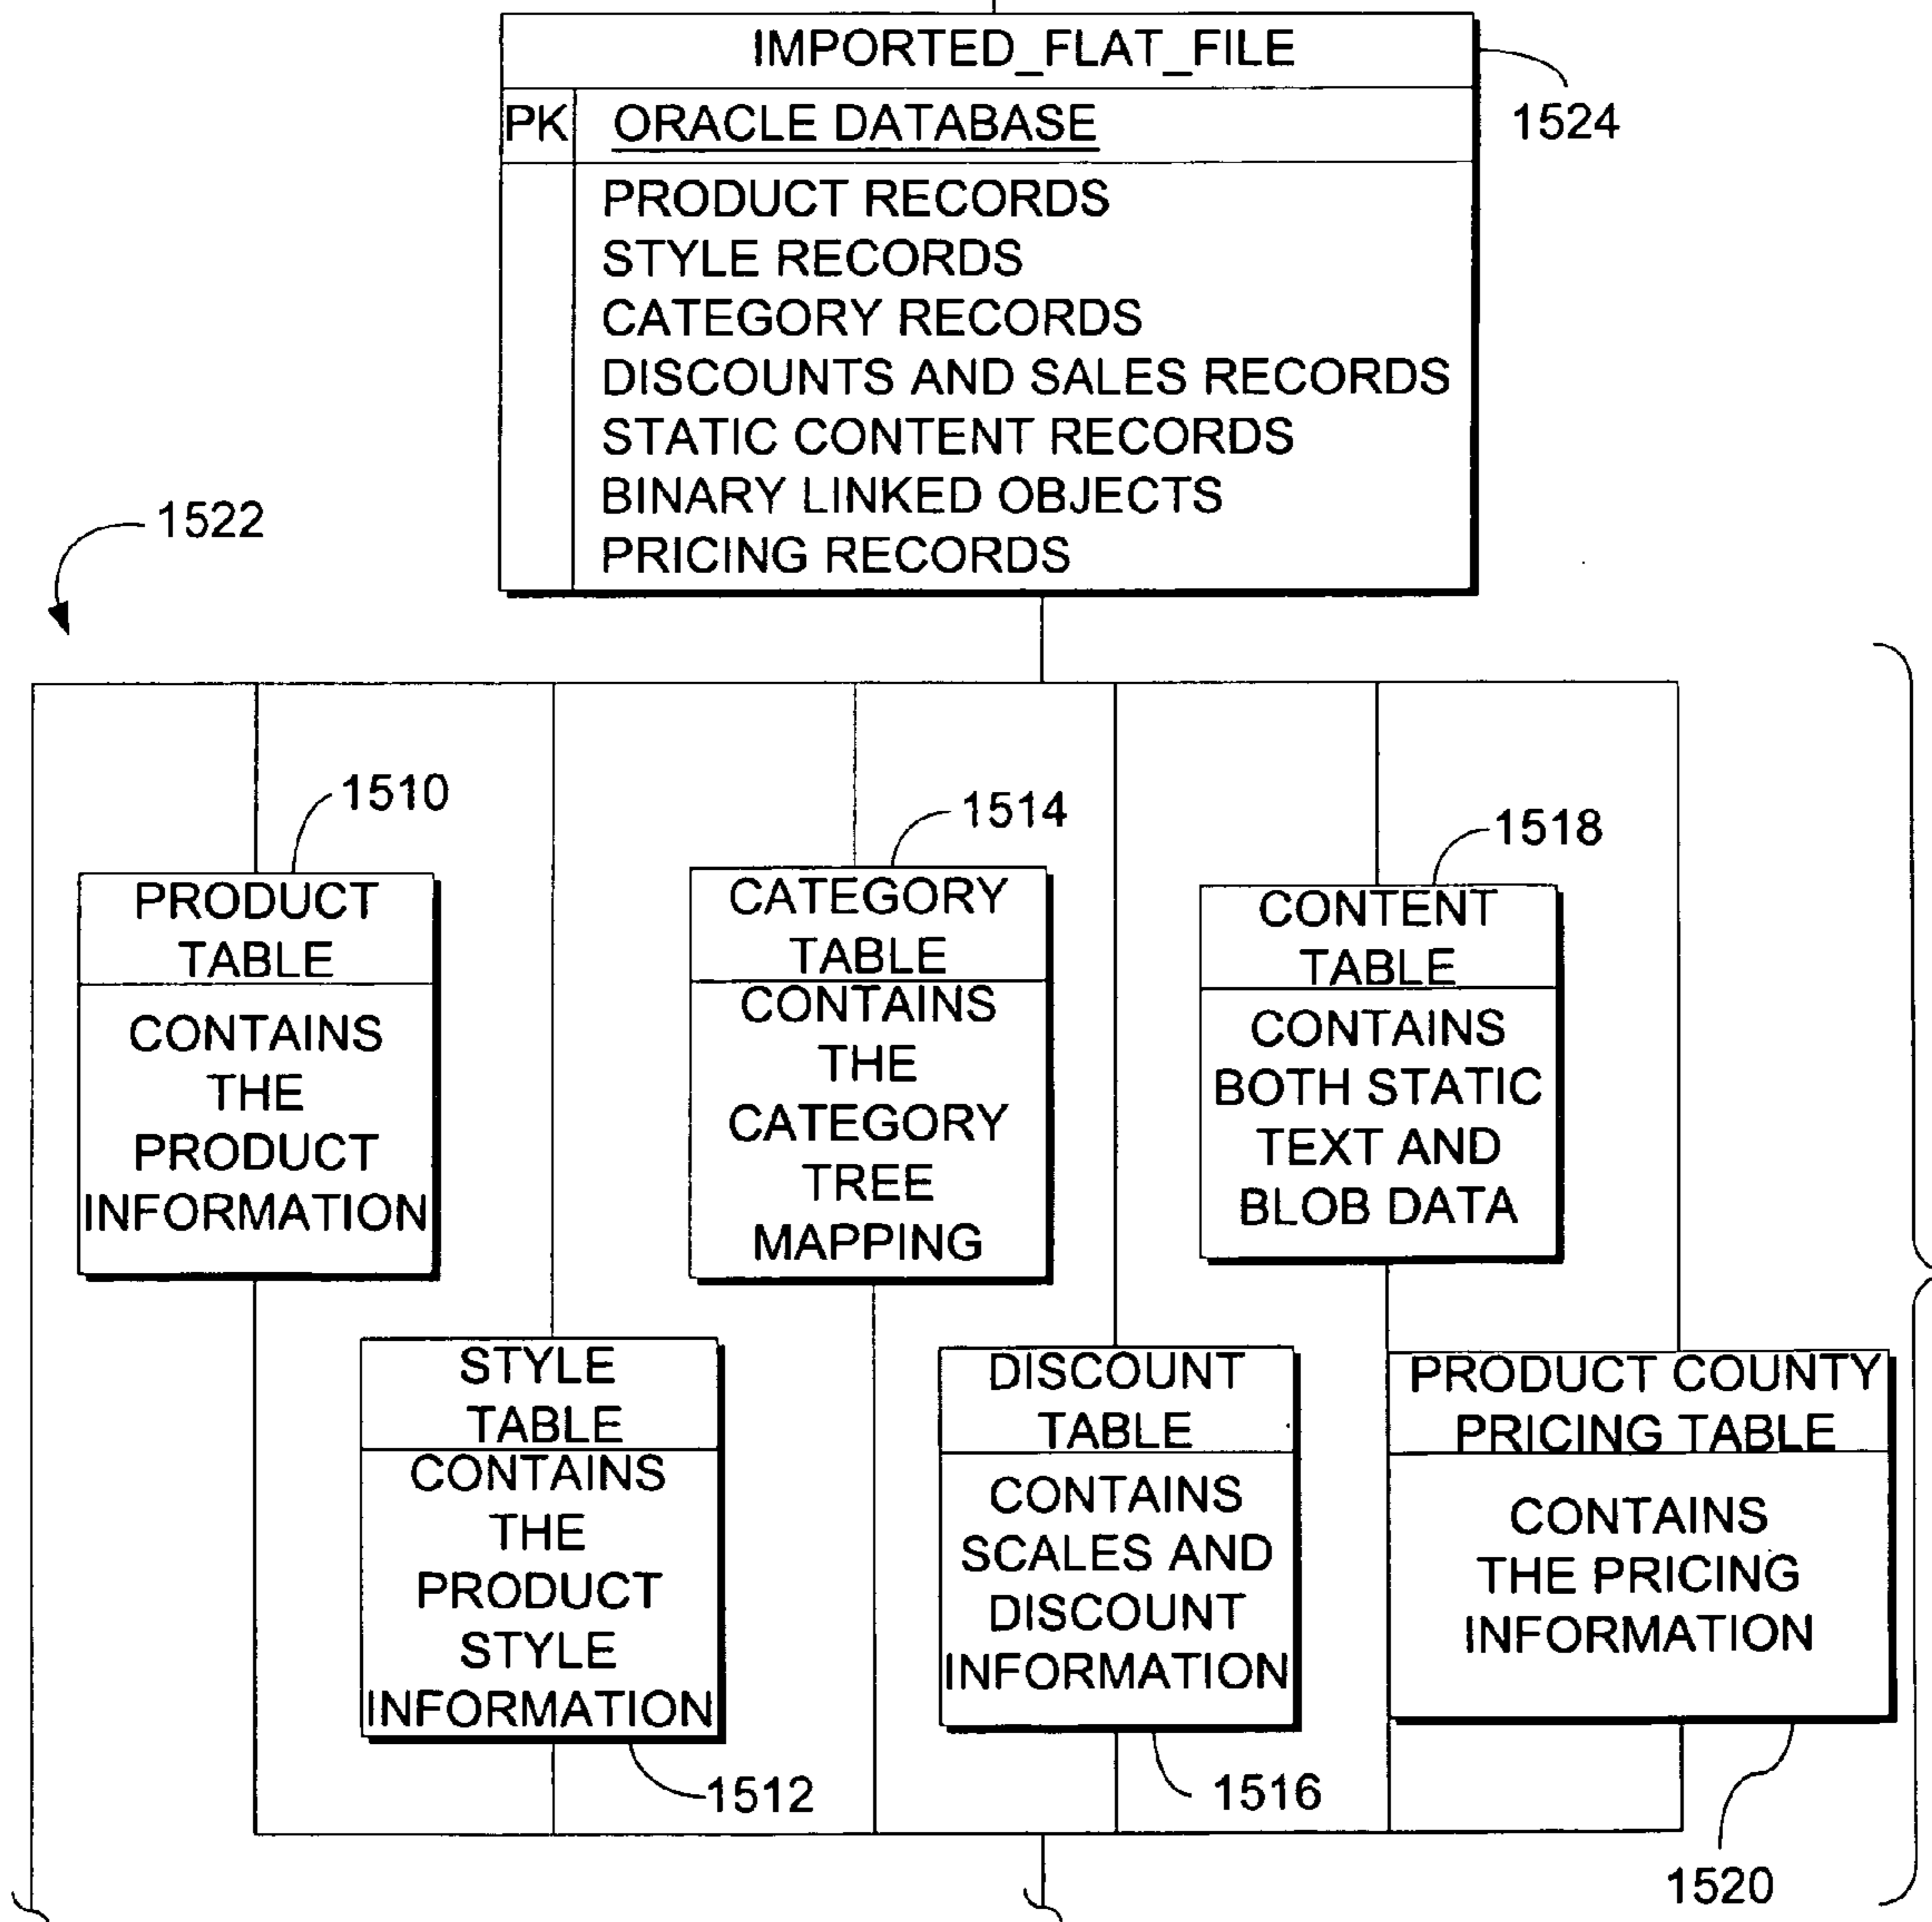 IMPORTED_FLAT_FILE
1524
PK
ORACLE DATABASE
PRODUCT RECORDS
STYLE RECORDS
CATEGORY RECORDS
DISCOUNTS AND SALES RECORDS
STATIC CONTENT RECORDS
BINARY LINKED OBJECTS
PRICING RECORDS
1522
1510
PRODUCT
TABLE
CONTAINS
THE
PRODUCT
INFORMATION
1514
CATEGORY
TABLE
CONTAINS
THE
CATEGORY
TREE
MAPPING
1518
CONTENT
TABLE
CONTAINS
BOTH STATIC
TEXT AND
BLOB DATA
STYLE
TABLE
CONTAINS
THE
PRODUCT
STYLE
INFORMATION
1512
DISCOUNT
TABLE
CONTAINS
SCALES AND
DISCOUNT
INFORMATION
1516
PRODUCT COUNTY
PRICING TABLE
CONTAINS
THE PRICING
INFORMATION
1520